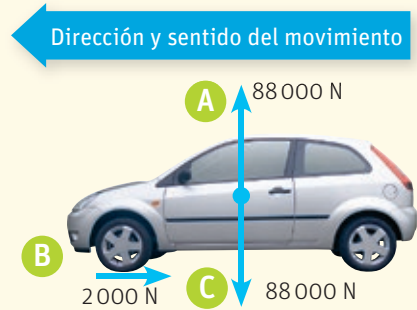 Dirección y sentido del movimiento
A
88 000 N
B
2 000 N
C
88 000 N